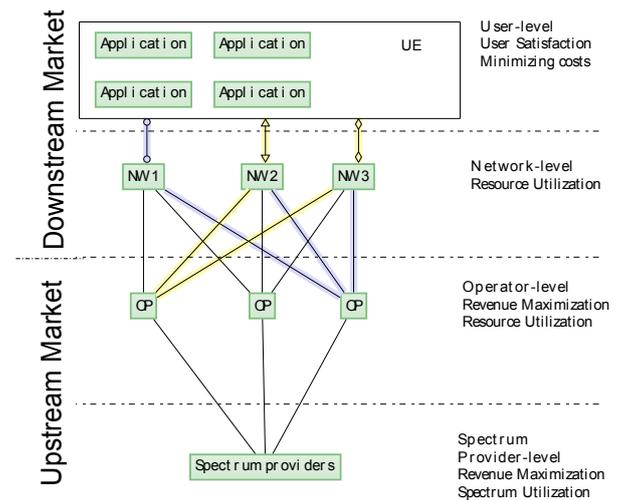 User-level
User Satisfaction
Minimizing costs
Application
Application
UE
Application
Application
Downstream Market
Network-level
Resource Utilization
NW1
NW2
NW3
Operator-level
Revenue Maximization
Resource Utilization
OP
OP
OP
Upstream Market
Spectrum
Provider-level
Revenue Maximization
Spectrum Utilization
Spectrum providers